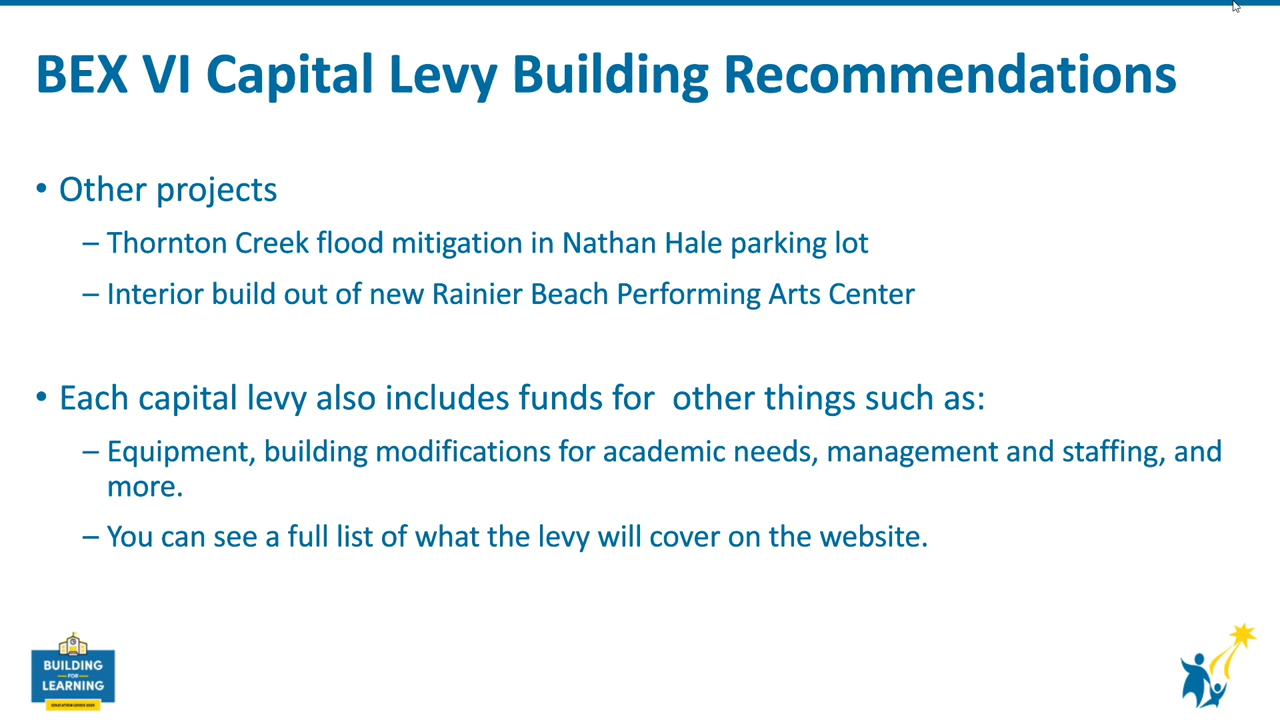 BEX VI Capital Levy Building Recommendations
• Other projects
– Thornton Creek flood mitigation in Nathan Hale parking lot
– Interior build out of new Rainier Beach Performing Arts Center
• Each capital levy also includes funds for  other things such as:
– Equipment, building modifications for academic needs, management and staffing, and
more.
– You can see a full list of what the levy will cover on the website.
BUILDING
FOR
LEARNING